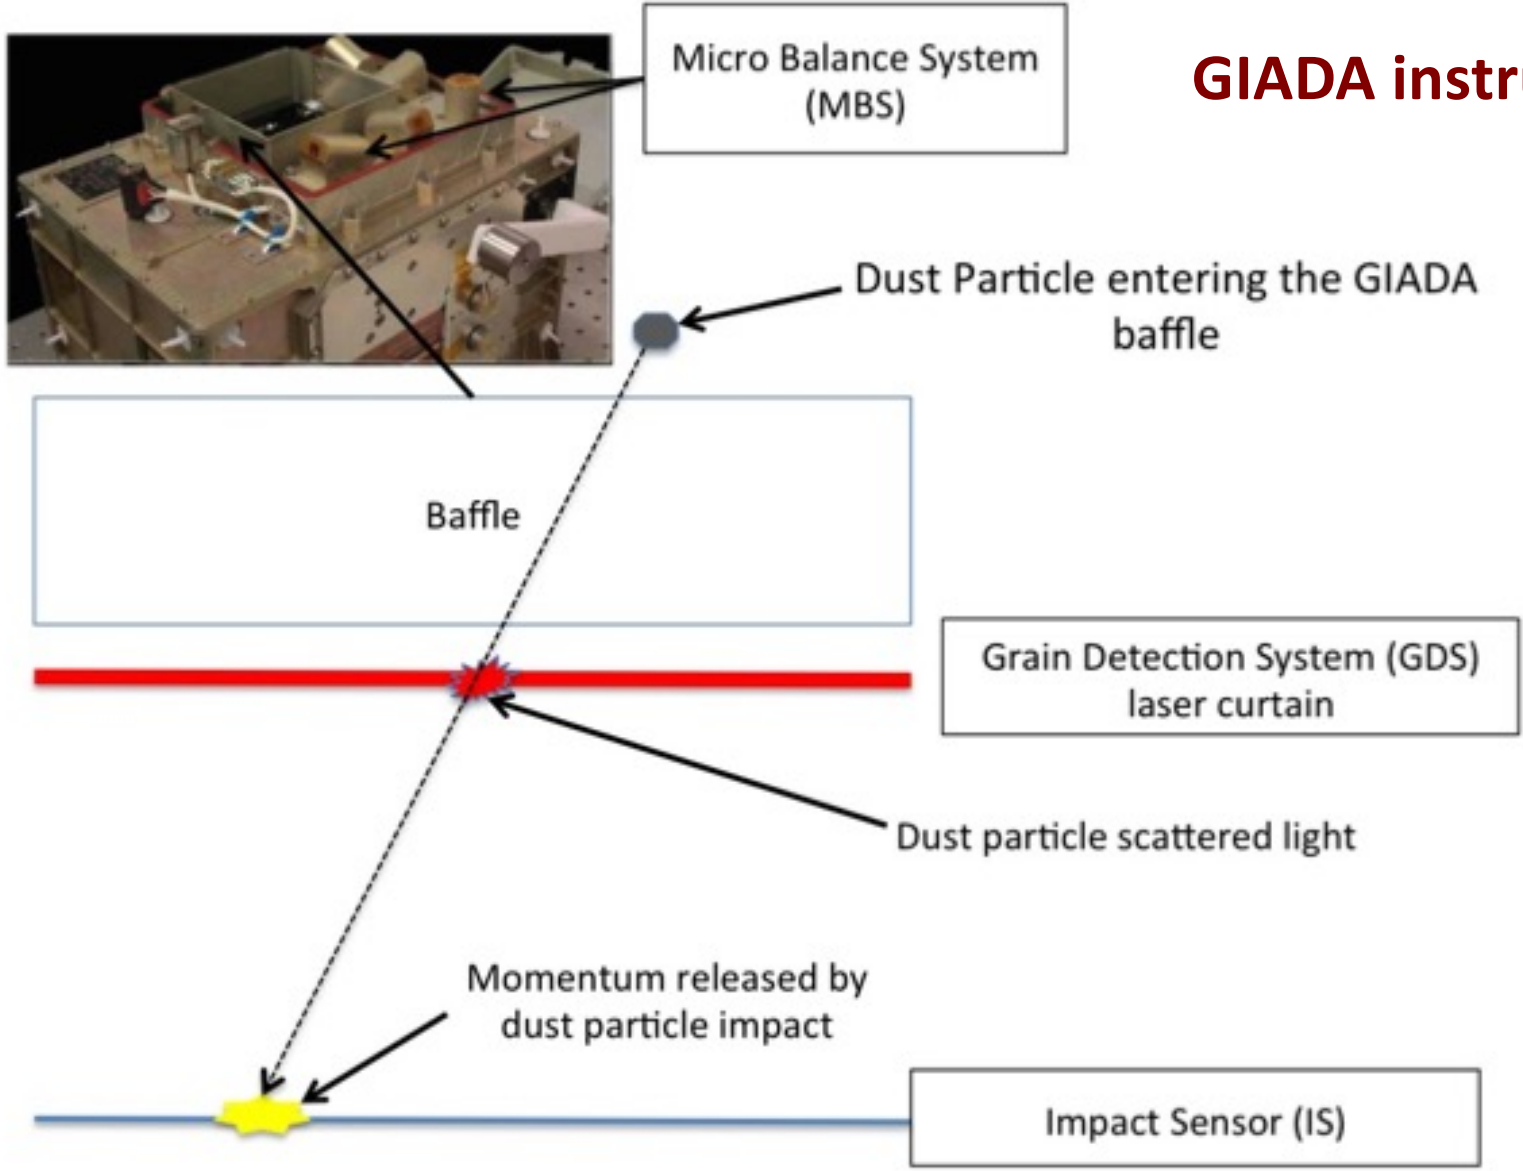 Micro Balance System
(MBS)
GIADA
Dust Particle entering the GIADA
baffle
Baffle
Grain Detection System (GDS)
laser curtain
Dust particle scattered light
Momentum released by
dust particle impact
Impact Sensor (IS)